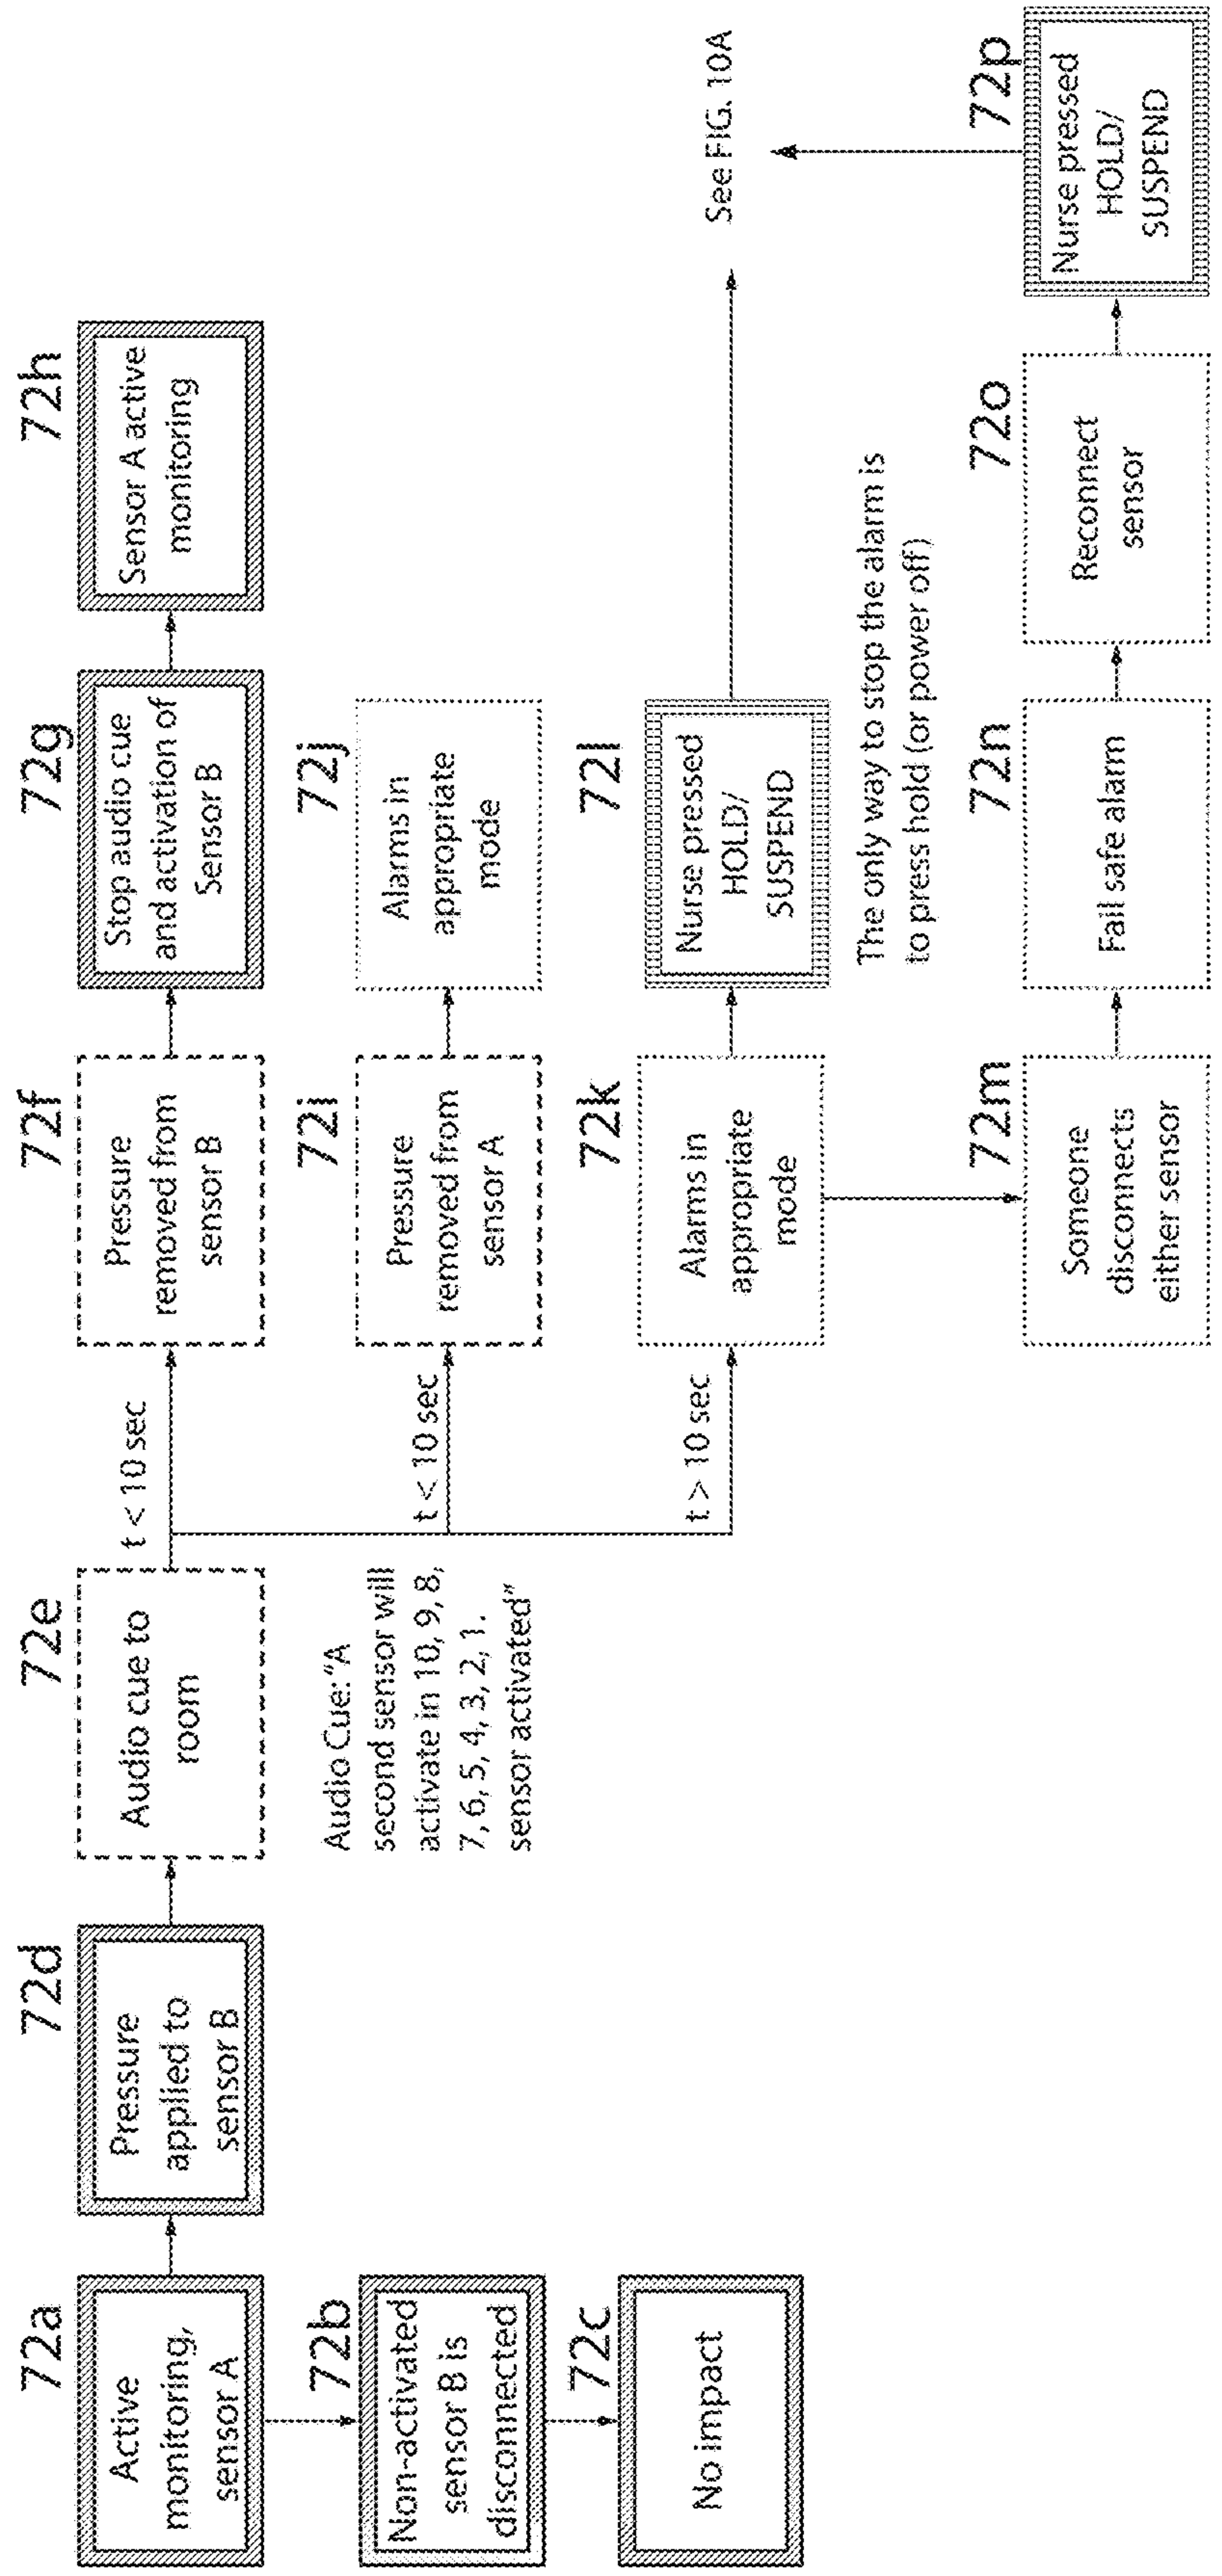 72a
Active
monitoring,
sensor A
72b
Non-activated
sensor B is
disconnected
72c
No impact
72d
Pressure
applied to
sensor B
72e
Audio cue to
room
Audio Cue: "A
second sensor will
activate in 10, 9, 8,
7, 6, 5, 4, 3, 2, 1.
sensor activated"
t < 10 sec
72f
Pressure
removed from
sensor B
72g
Stop audio cue
and activation of
Sensor B
72h
Sensor A active
monitoring
t < 10 sec
72i
Pressure
removed from
sensor A
72j
Alarms in
appropriate
mode
t > 10 sec
72k
Alarms in
appropriate
mode
72l
Nurse pressed
HOLD/
SUSPEND
See FIG. 10A
The only way to stop the alarm is
to press hold (or power off)
72m
Someone
disconnects
either sensor
72n
Fail safe alarm
72o
Reconnect
sensor
72p
Nurse pressed
HOLD/
SUSPEND